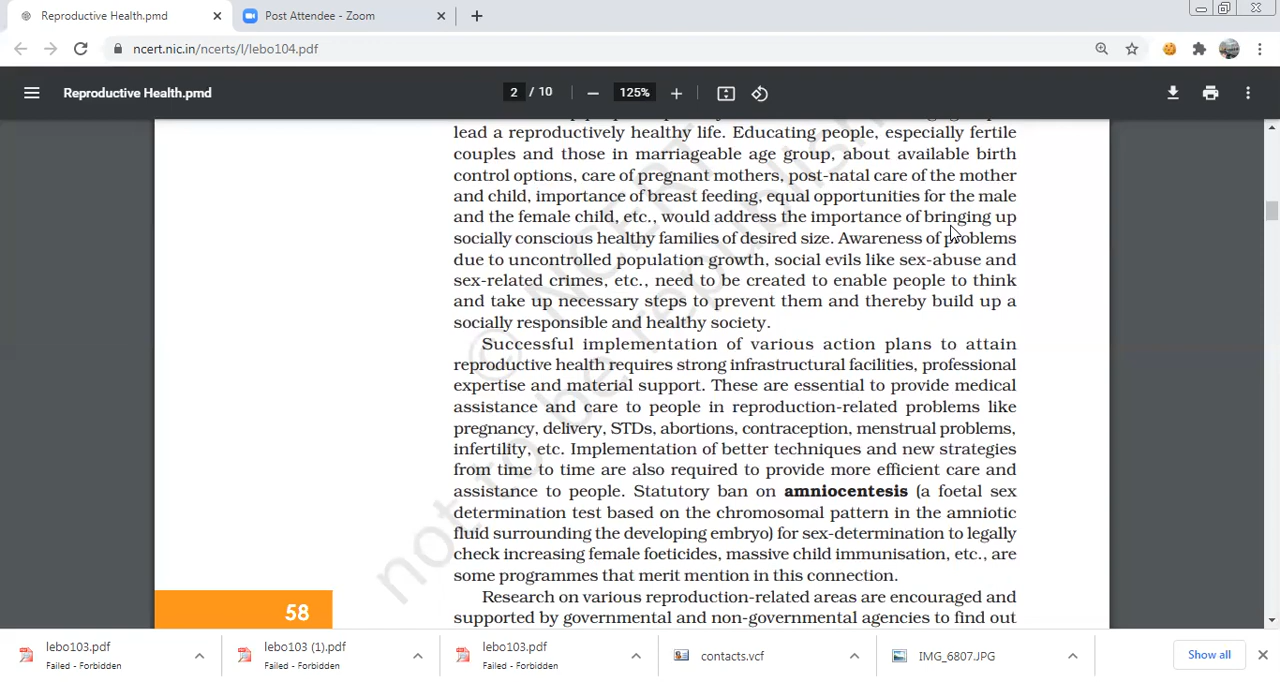 Reproductive Health.pmd
Post Attendee - Zoom
ncert.nic.in/ncerts/l/lebo104.pdf
Reproductive Health.pmd
2 / 10
125%
lead a reproductively healthy life. Educating people, especially fertile
couples and those in marriageable age group, about available birth
control options, care of pregnant mothers, post-natal care of the mother
and child, importance of breast feeding, equal opportunities for the male
and the female child, etc., would address the importance of bringing up
socially conscious healthy families of desired size. Awareness of problems
due to uncontrolled population growth, social evils like sex-abuse and
sex-related crimes, etc., need to be created to enable people to think
and take up necessary steps to prevent them and thereby build up a
socially responsible and healthy society.
Successful implementation of various action plans to attain
reproductive health requires strong infrastructural facilities, professional
expertise and material support. These are essential to provide medical
assistance and care to people in reproduction-related problems like
pregnancy, delivery, STDs, abortions, contraception, menstrual problems,
infertility, etc. Implementation of better techniques and new strategies
from time to time are also required to provide more efficient care and
assistance to people. Statutory ban on amniocentesis (a foetal sex
determination test based on the chromosomal pattern in the amniotic
fluid surrounding the developing embryo) for sex-determination to legally
check increasing female foeticides, massive child immunisation, etc., are
some programmes that merit mention in this connection.
Research on various reproduction-related areas are encouraged and
supported by governmental and non-governmental agencies to find out
© NCERT
not to be republish
58
lebo103.pdf
Failed - Forbidden
lebo103 (1).pdf
Failed - Forbidden
lebo103.pdf
Failed - Forbidden
contacts.vcf
IMG_6807.JPG
Show all